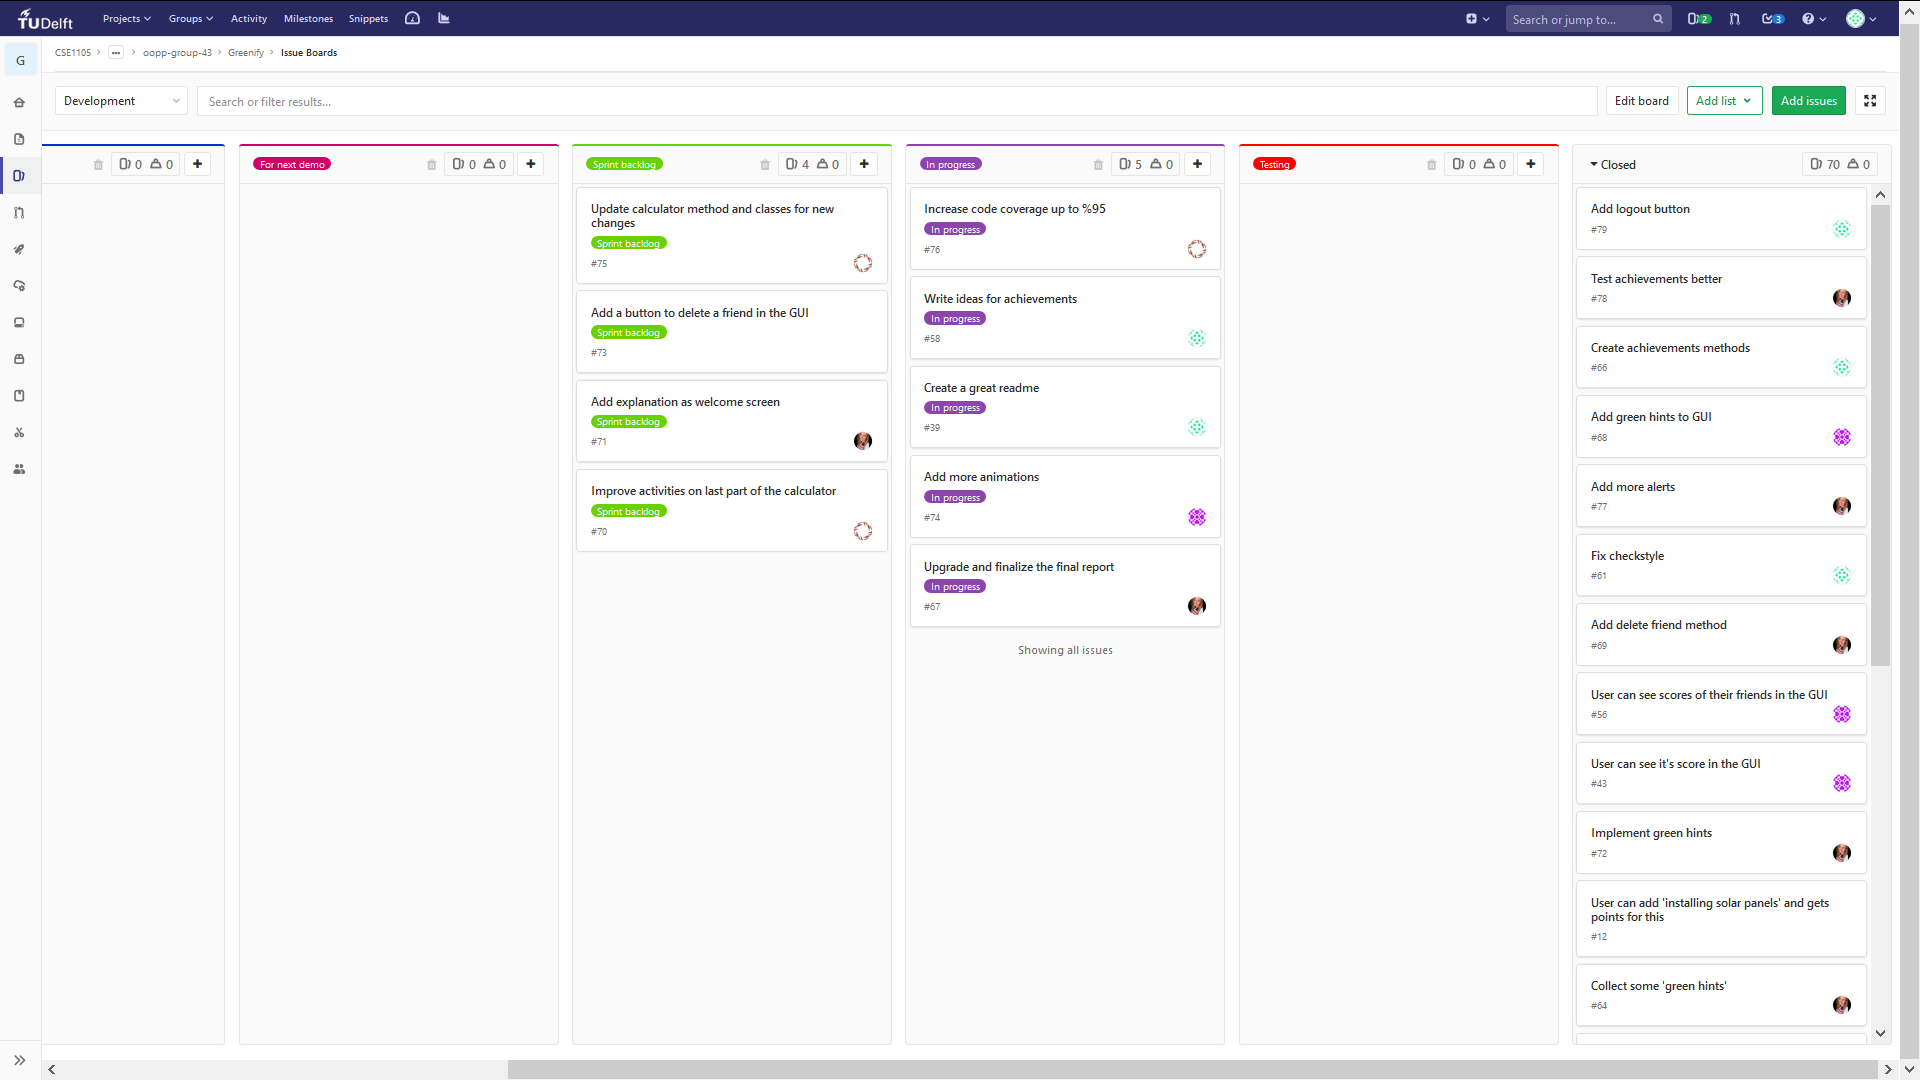 TUDelft Projects Groups Activity Milestones Snippets Search or jump to... 2 3
G CSE1105 > ... > oopp-group-43 > Greenify > Issue Boards
Development Search or filter results... Edit board Add list Add issues
0 0 +
For next demo 0 0 +
Sprint backlog 4 0 +
Update calculator method and classes for new
changes
Sprint backlog
#75
Add a button to delete a friend in the GUI
Sprint backlog
#73
Add explanation as welcome screen
Sprint backlog
#71
Improve activities on last part of the calculator
Sprint backlog
#70
In progress 5 0 +
Increase code coverage up to %95
In progress
#76
Write ideas for achievements
In progress
#58
Create a great readme
In progress
#39
Add more animations
In progress
#74
Upgrade and finalize the final report
In progress
#67
Showing all issues
Testing 0 0 +
Closed 70 0
Add logout button
#79
Test achievements better
#78
Create achievements methods
#66
Add green hints to GUI
#68
Add more alerts
#77
Fix checkstyle
#61
Add delete friend method
#69
User can see scores of their friends in the GUI
#56
User can see it's score in the GUI
#43
Implement green hints
#72
User can add 'installing solar panels' and gets
points for this
#12
Collect some 'green hints'
#64